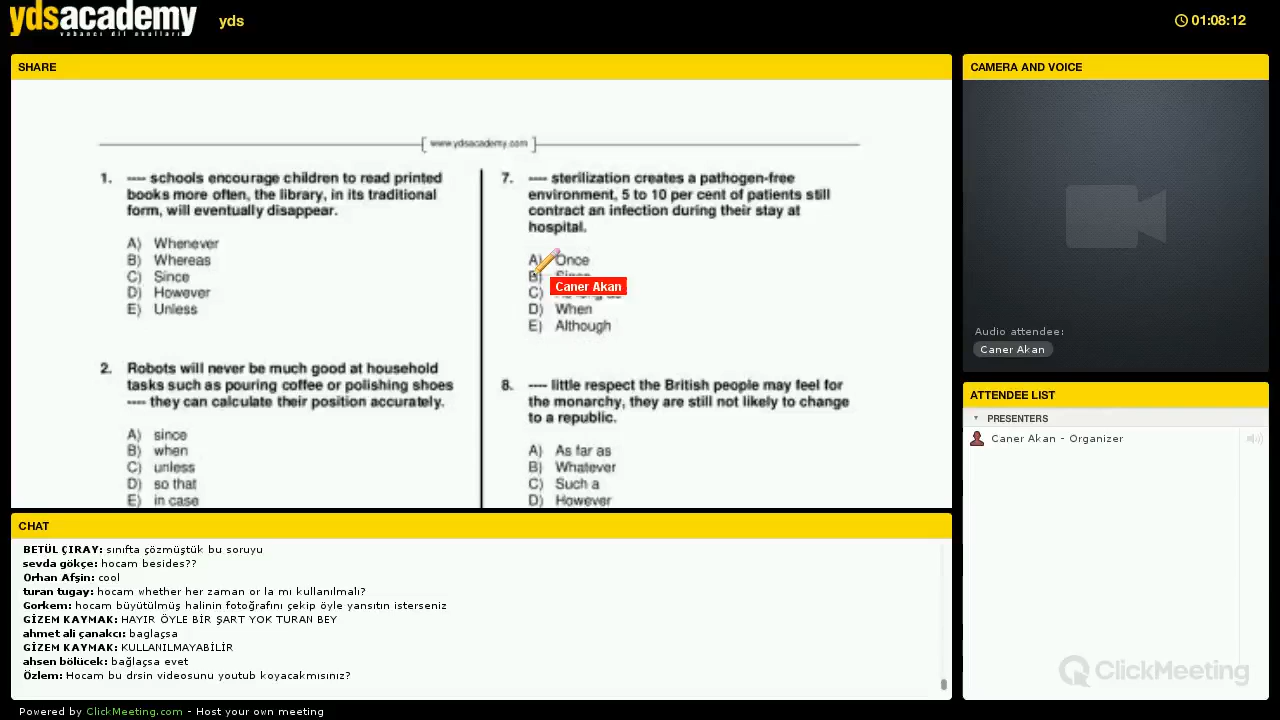 ydsacademy
yabancı dil okulları
yds
01:08:12
SHARE
www.ydsacademy.com
1. ---- schools encourage children to read printed
books more often, the library, in its traditional
form, will eventually disappear.
A) Whenever
B) Whereas
C) Since
D) However
E) Unless
2. Robots will never be much good at household
tasks such as pouring coffee or polishing shoes
---- they can calculate their position accurately.
A) since
B) when
C) unless
D) so that
E) in case
7. ---- sterilization creates a pathogen-free
environment, 5 to 10 per cent of patients still
contract an infection during their stay at
hospital.
A) Once
B) Since
Caner Akan
C) As long as
D) When
E) Although
8. ---- little respect the British people may feel for
the monarchy, they are still not likely to change
to a republic.
A) As far as
B) Whatever
C) Such a
D) However
CAMERA AND VOICE
Audio attendee:
Caner Akan
ATTENDEE LIST
PRESENTERS
Caner Akan - Organizer
CHAT
BETÜL ÇIRAY: sınıfta çözmüştük bu soruyu
sevda gökçe: hocam besides??
Orhan Afşin: cool
turan tugay: hocam whether her zaman or la mı kullanılmalı?
Gorkem: hocam büyütülmüş halinin fotoğrafını çekip öyle yansıtın isterseniz
GİZEM KAYMAK: HAYIR ÖYLE BİR ŞART YOK TURAN BEY
ahmet ali çanakcı: baglaçsa
GİZEM KAYMAK: KULLANILMAYABİLİR
ahsen bölücek: bağlaçsa evet
Özlem: Hocam bu drsin videosunu youtub koyacakmısınız?
ClickMeeting
Powered by ClickMeeting.com - Host your own meeting